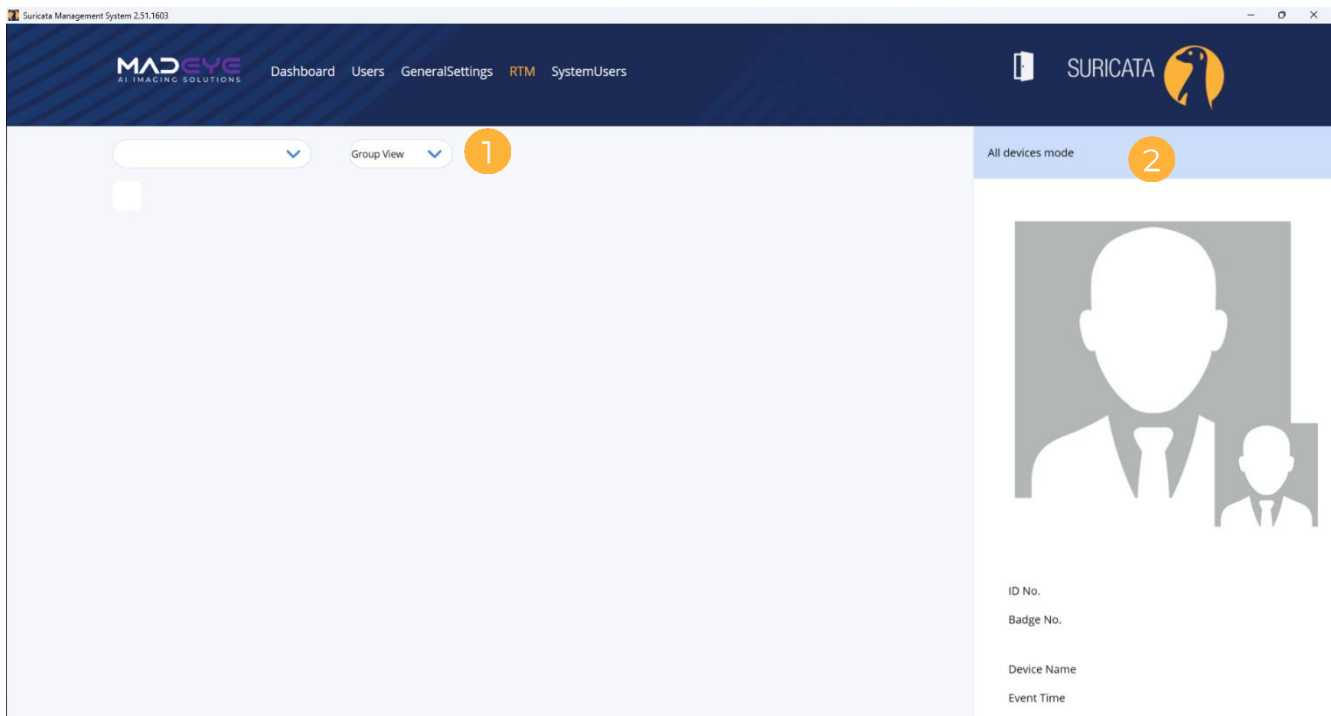 Suricata Management System 2.51.1603
MADEYE
AI IMAGING SOLUTIONS
Dashboard Users GeneralSettings RTM SystemUsers
SURICATA
Group View
1
All devices mode
2
ID No.
Badge No.
Device Name
Event Time